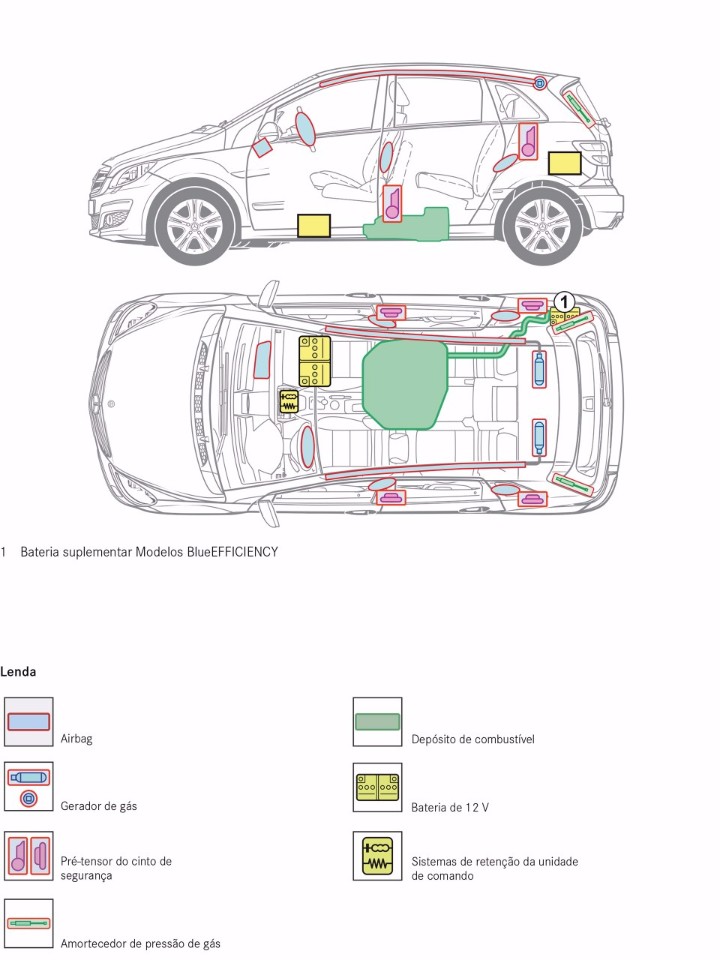 1
1 Bateria suplementar Modelos BlueEFFICIENCY
Lenda
Airbag
Depósito de combustível
Gerador de gás
Bateria de 12 V
Pré-tensor do cinto de
segurança
Sistemas de retenção da unidade
de comando
Amortecedor de pressão de gás